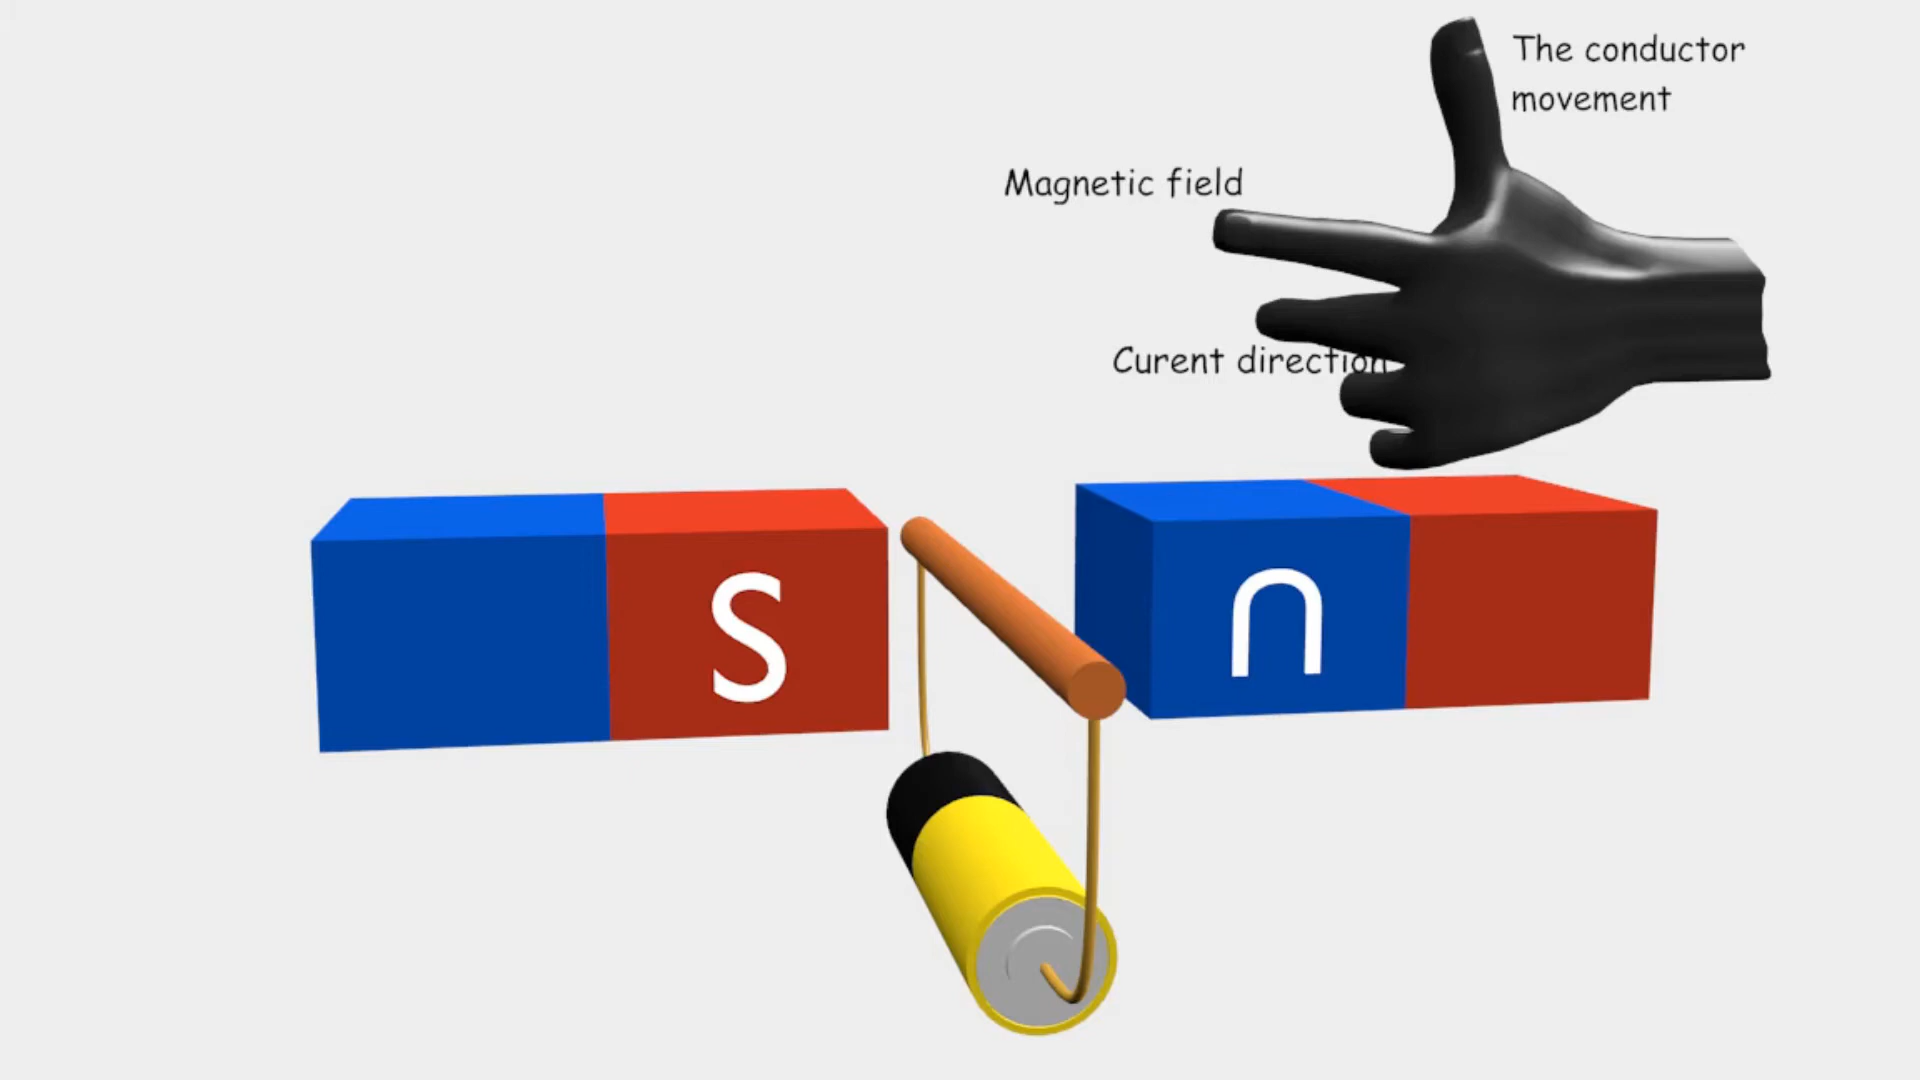 The conductor
movement
Magnetic field
Curent direction
S
n